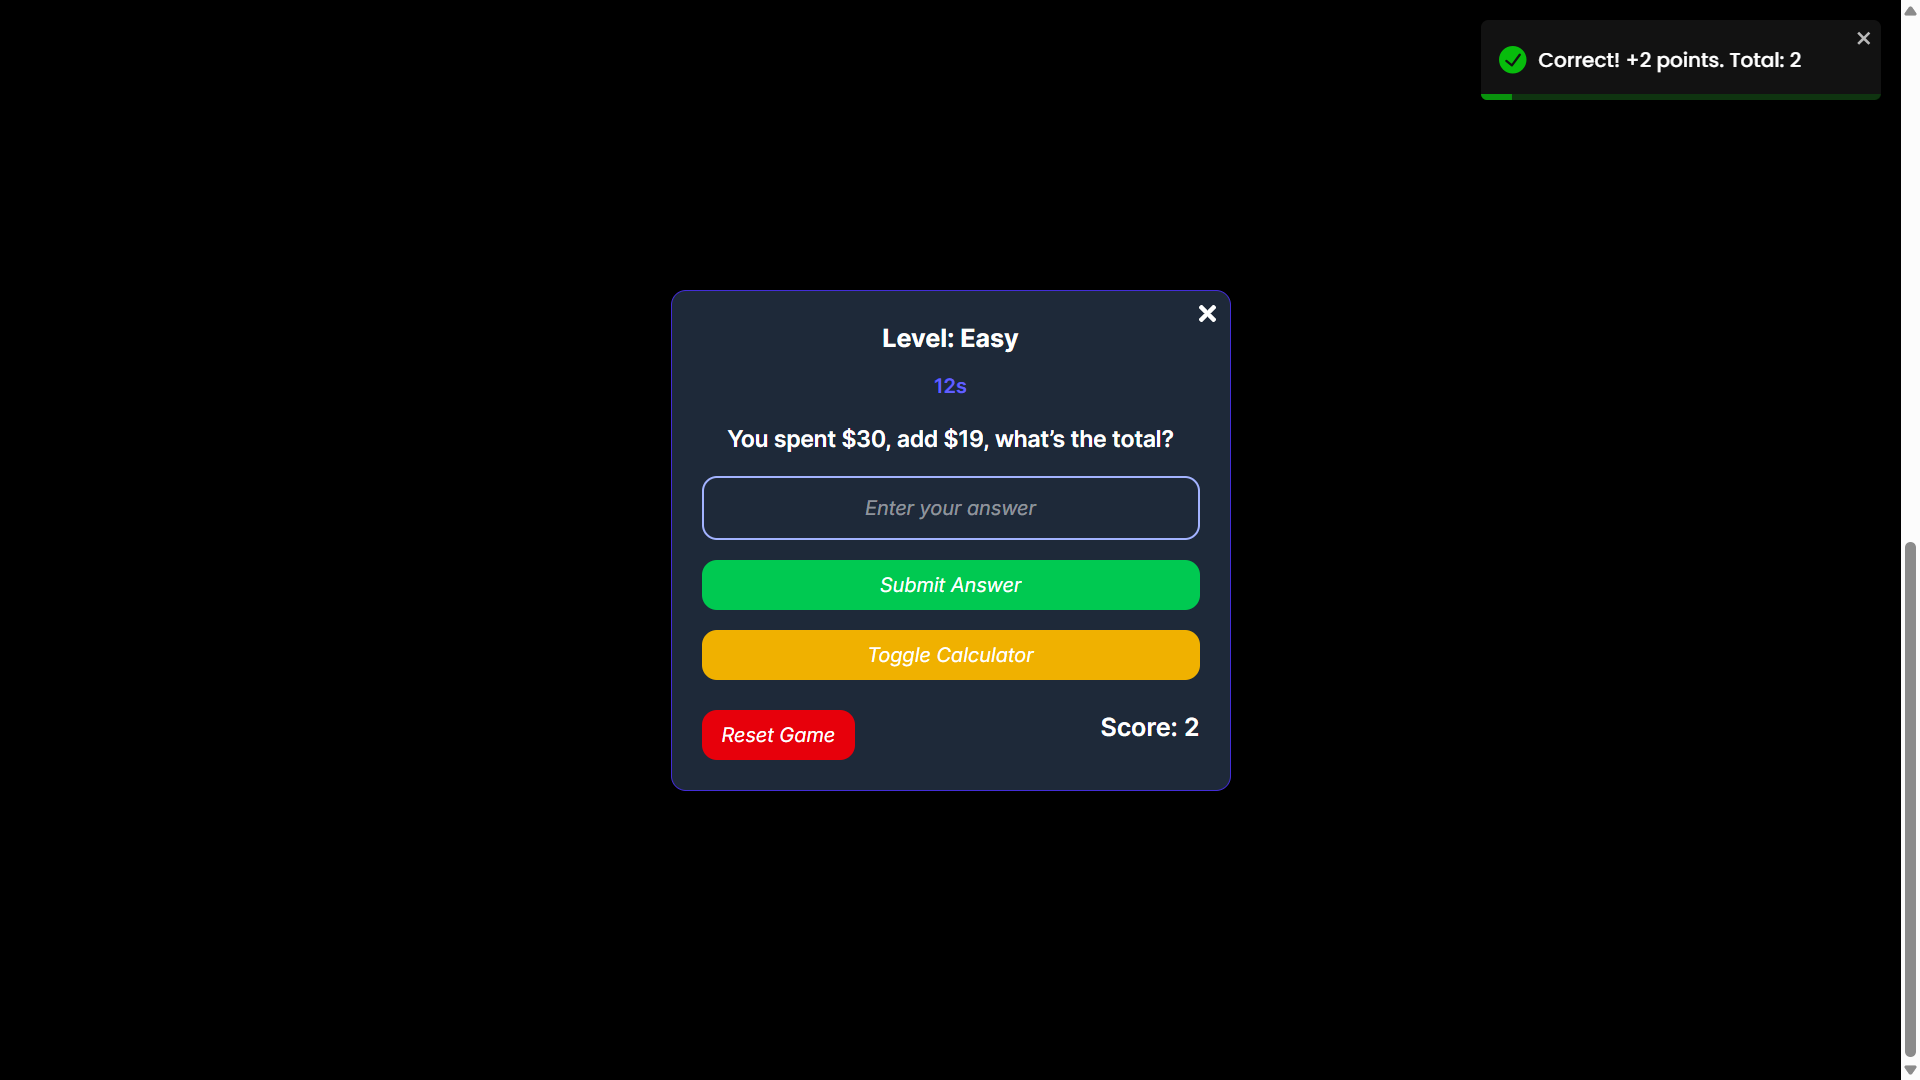 Correct! +2 points. Total: 2
Level: Easy
12s
You spent $30, add $19, what’s the total?
Enter your answer
Submit Answer
Toggle Calculator
Reset Game
Score: 2